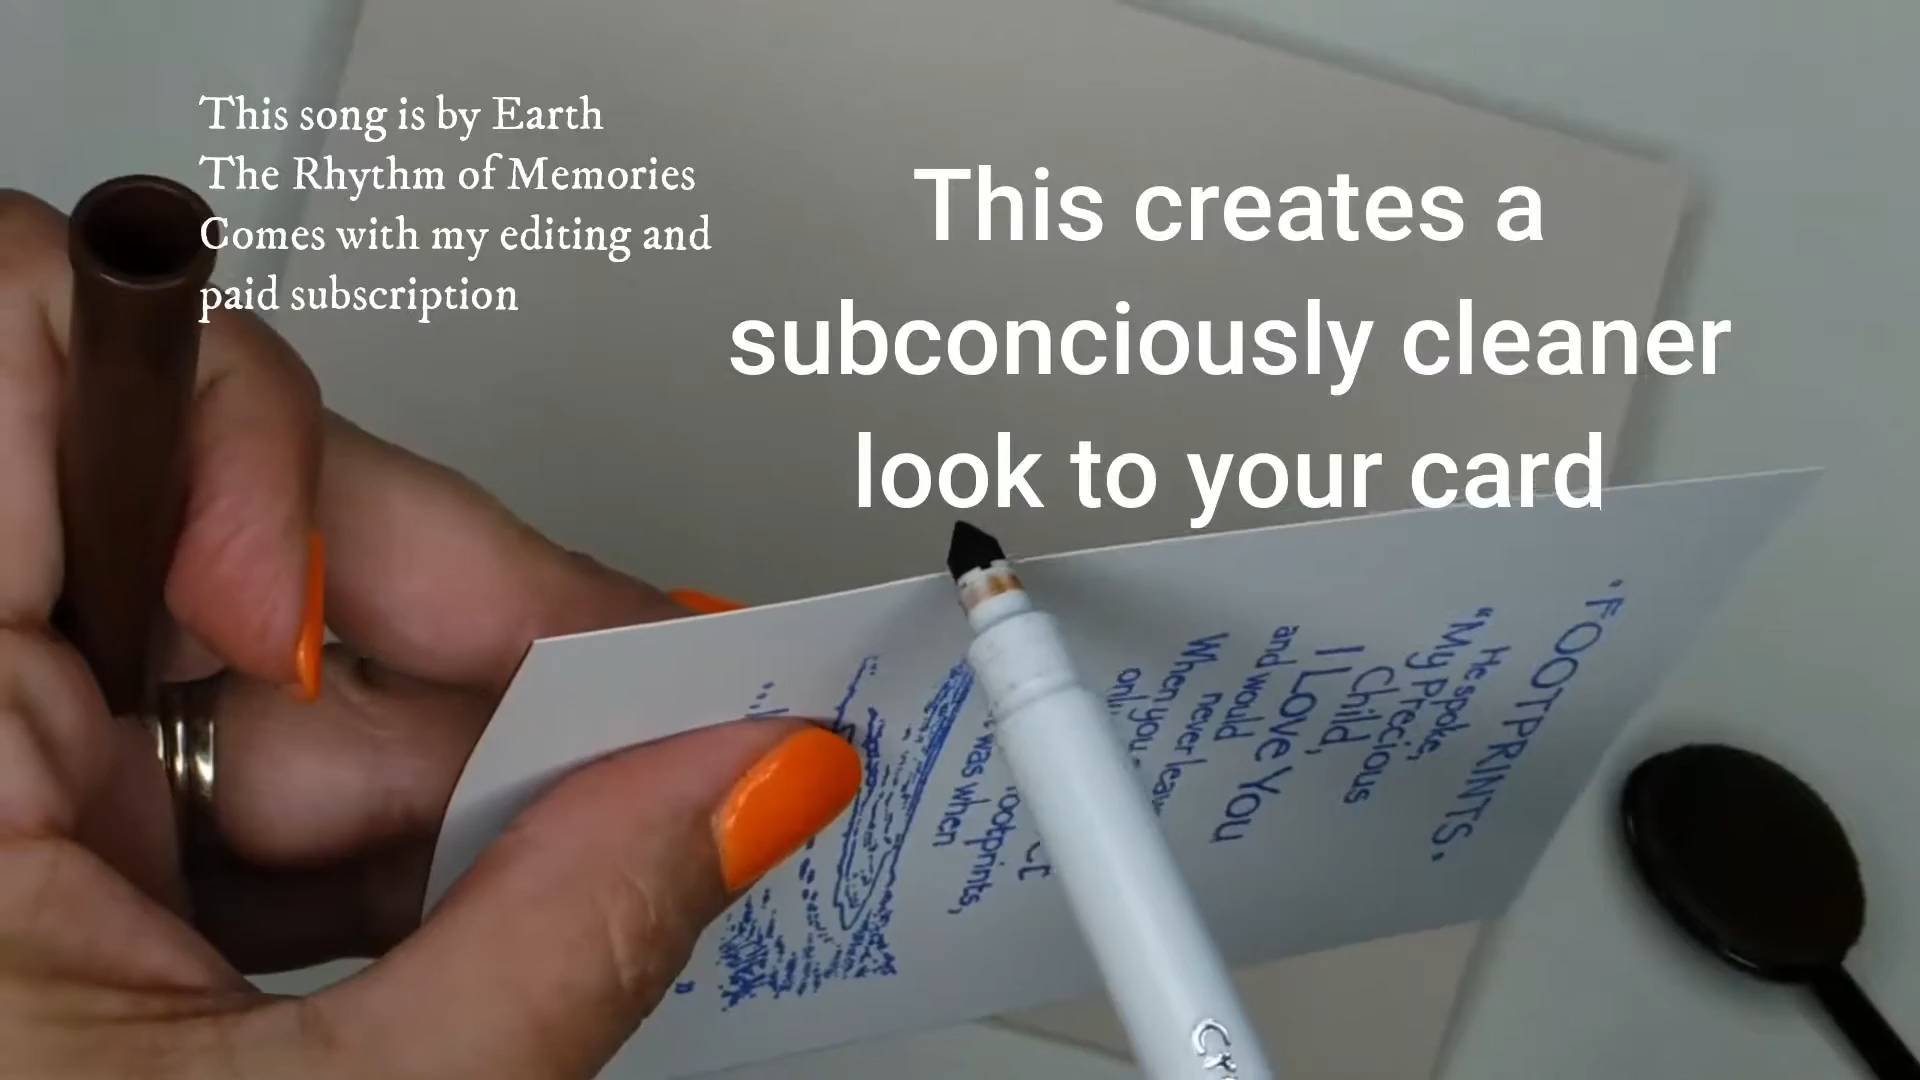 This song is by Earth
The Rhythm of Memories
Comes with my editing and
paid subscription
This creates a
subconciously cleaner
look to your card
"FOOTPRINTS.
He spoke,
"My Precious
Child,
I LOVE YOU
and would never leave
When you
only
was when
footprints,